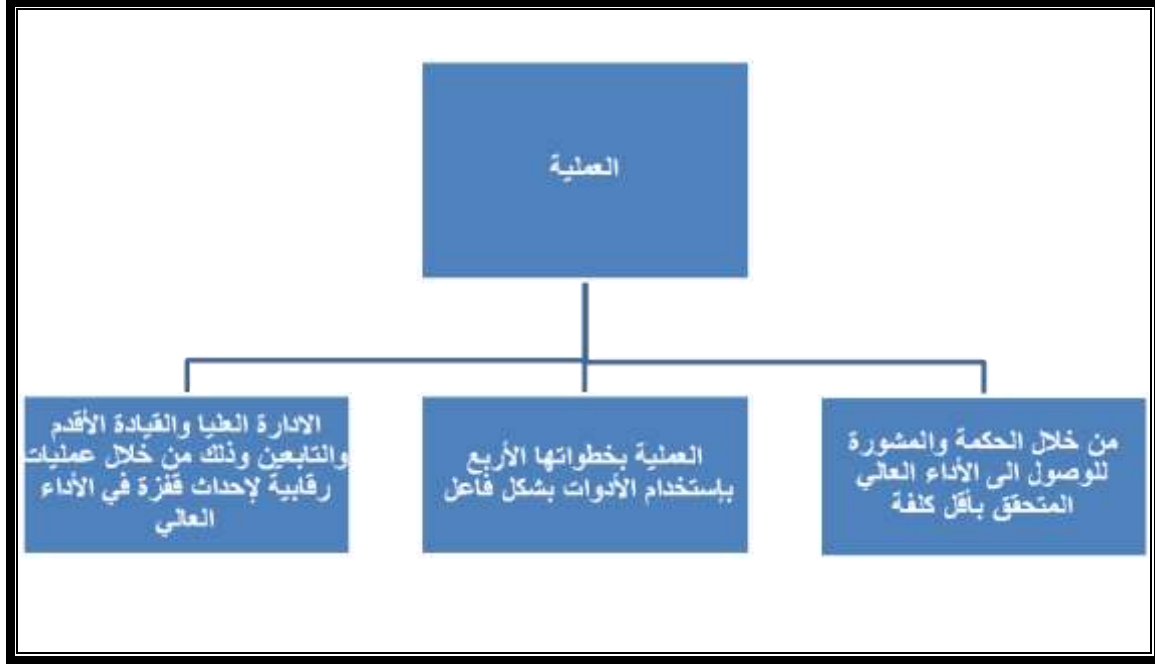 العملية
من خلال الحكمة والمشورة
للوصول الى الأداء العالي
المتحقق بأقل كلفة
العملية بخطواتها الأربع
بإستخدام الأدوات بشكل فاعل
الادارة العليا والقيادة الأقدم
والتابعين وذلك من خلال عمليات
رقابية لإحداث قفزة في الأداء
العالي